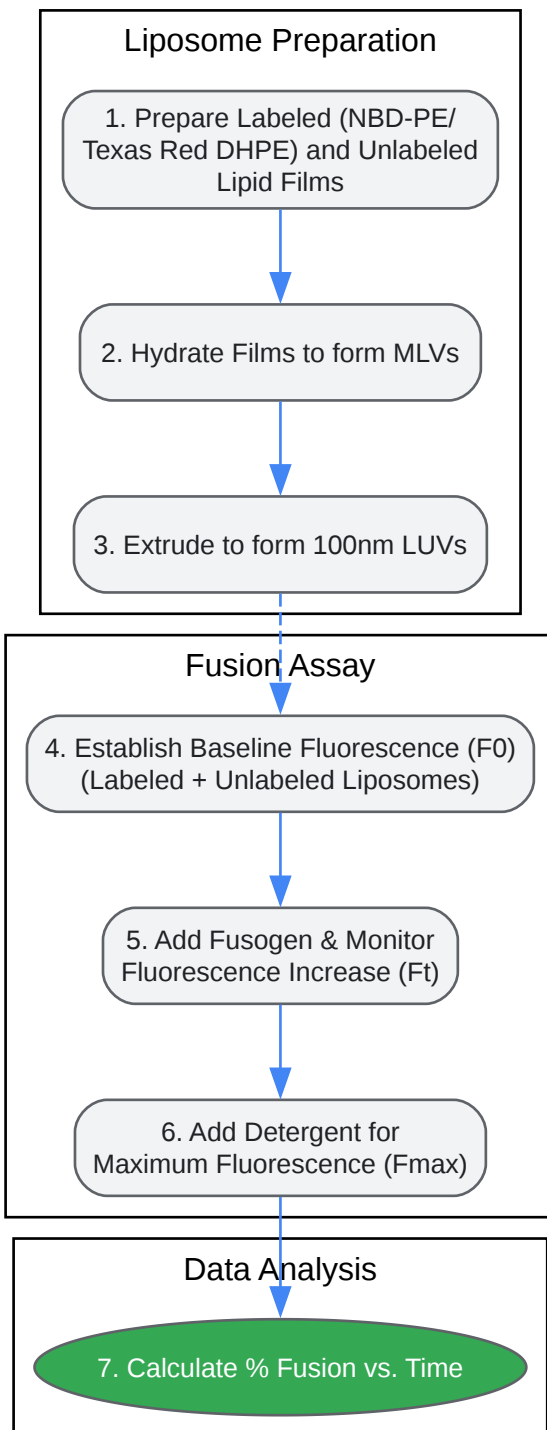 Liposome Preparation
1. Prepare Labeled (NBD-PE/
Texas Red DHPE) and Unlabeled
Lipid Films
2. Hydrate Films to form MLVs
3. Extrude to form 100nm LUVs
Fusion Assay
4. Establish Baseline Fluorescence (F0)
(Labeled + Unlabeled Liposomes)
5. Add Fusogen & Monitor
Fluorescence Increase (Ft)
6. Add Detergent for
Maximum Fluorescence (Fmax)
Data Analysis
7. Calculate % Fusion vs. Time